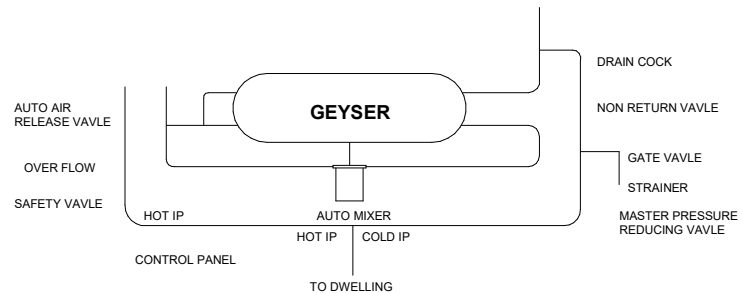 DRAIN COCK
AUTO AIR
RELEASE VAVLE
GEYSER
NON RETURN VAVLE
GATE VAVLE
OVER FLOW
STRAINER
SAFETY VAVLE
HOT IP
AUTO MIXER
MASTER PRESSURE
REDUCING VAVLE
HOT IP
COLD IP
CONTROL PANEL
TO DWELLING